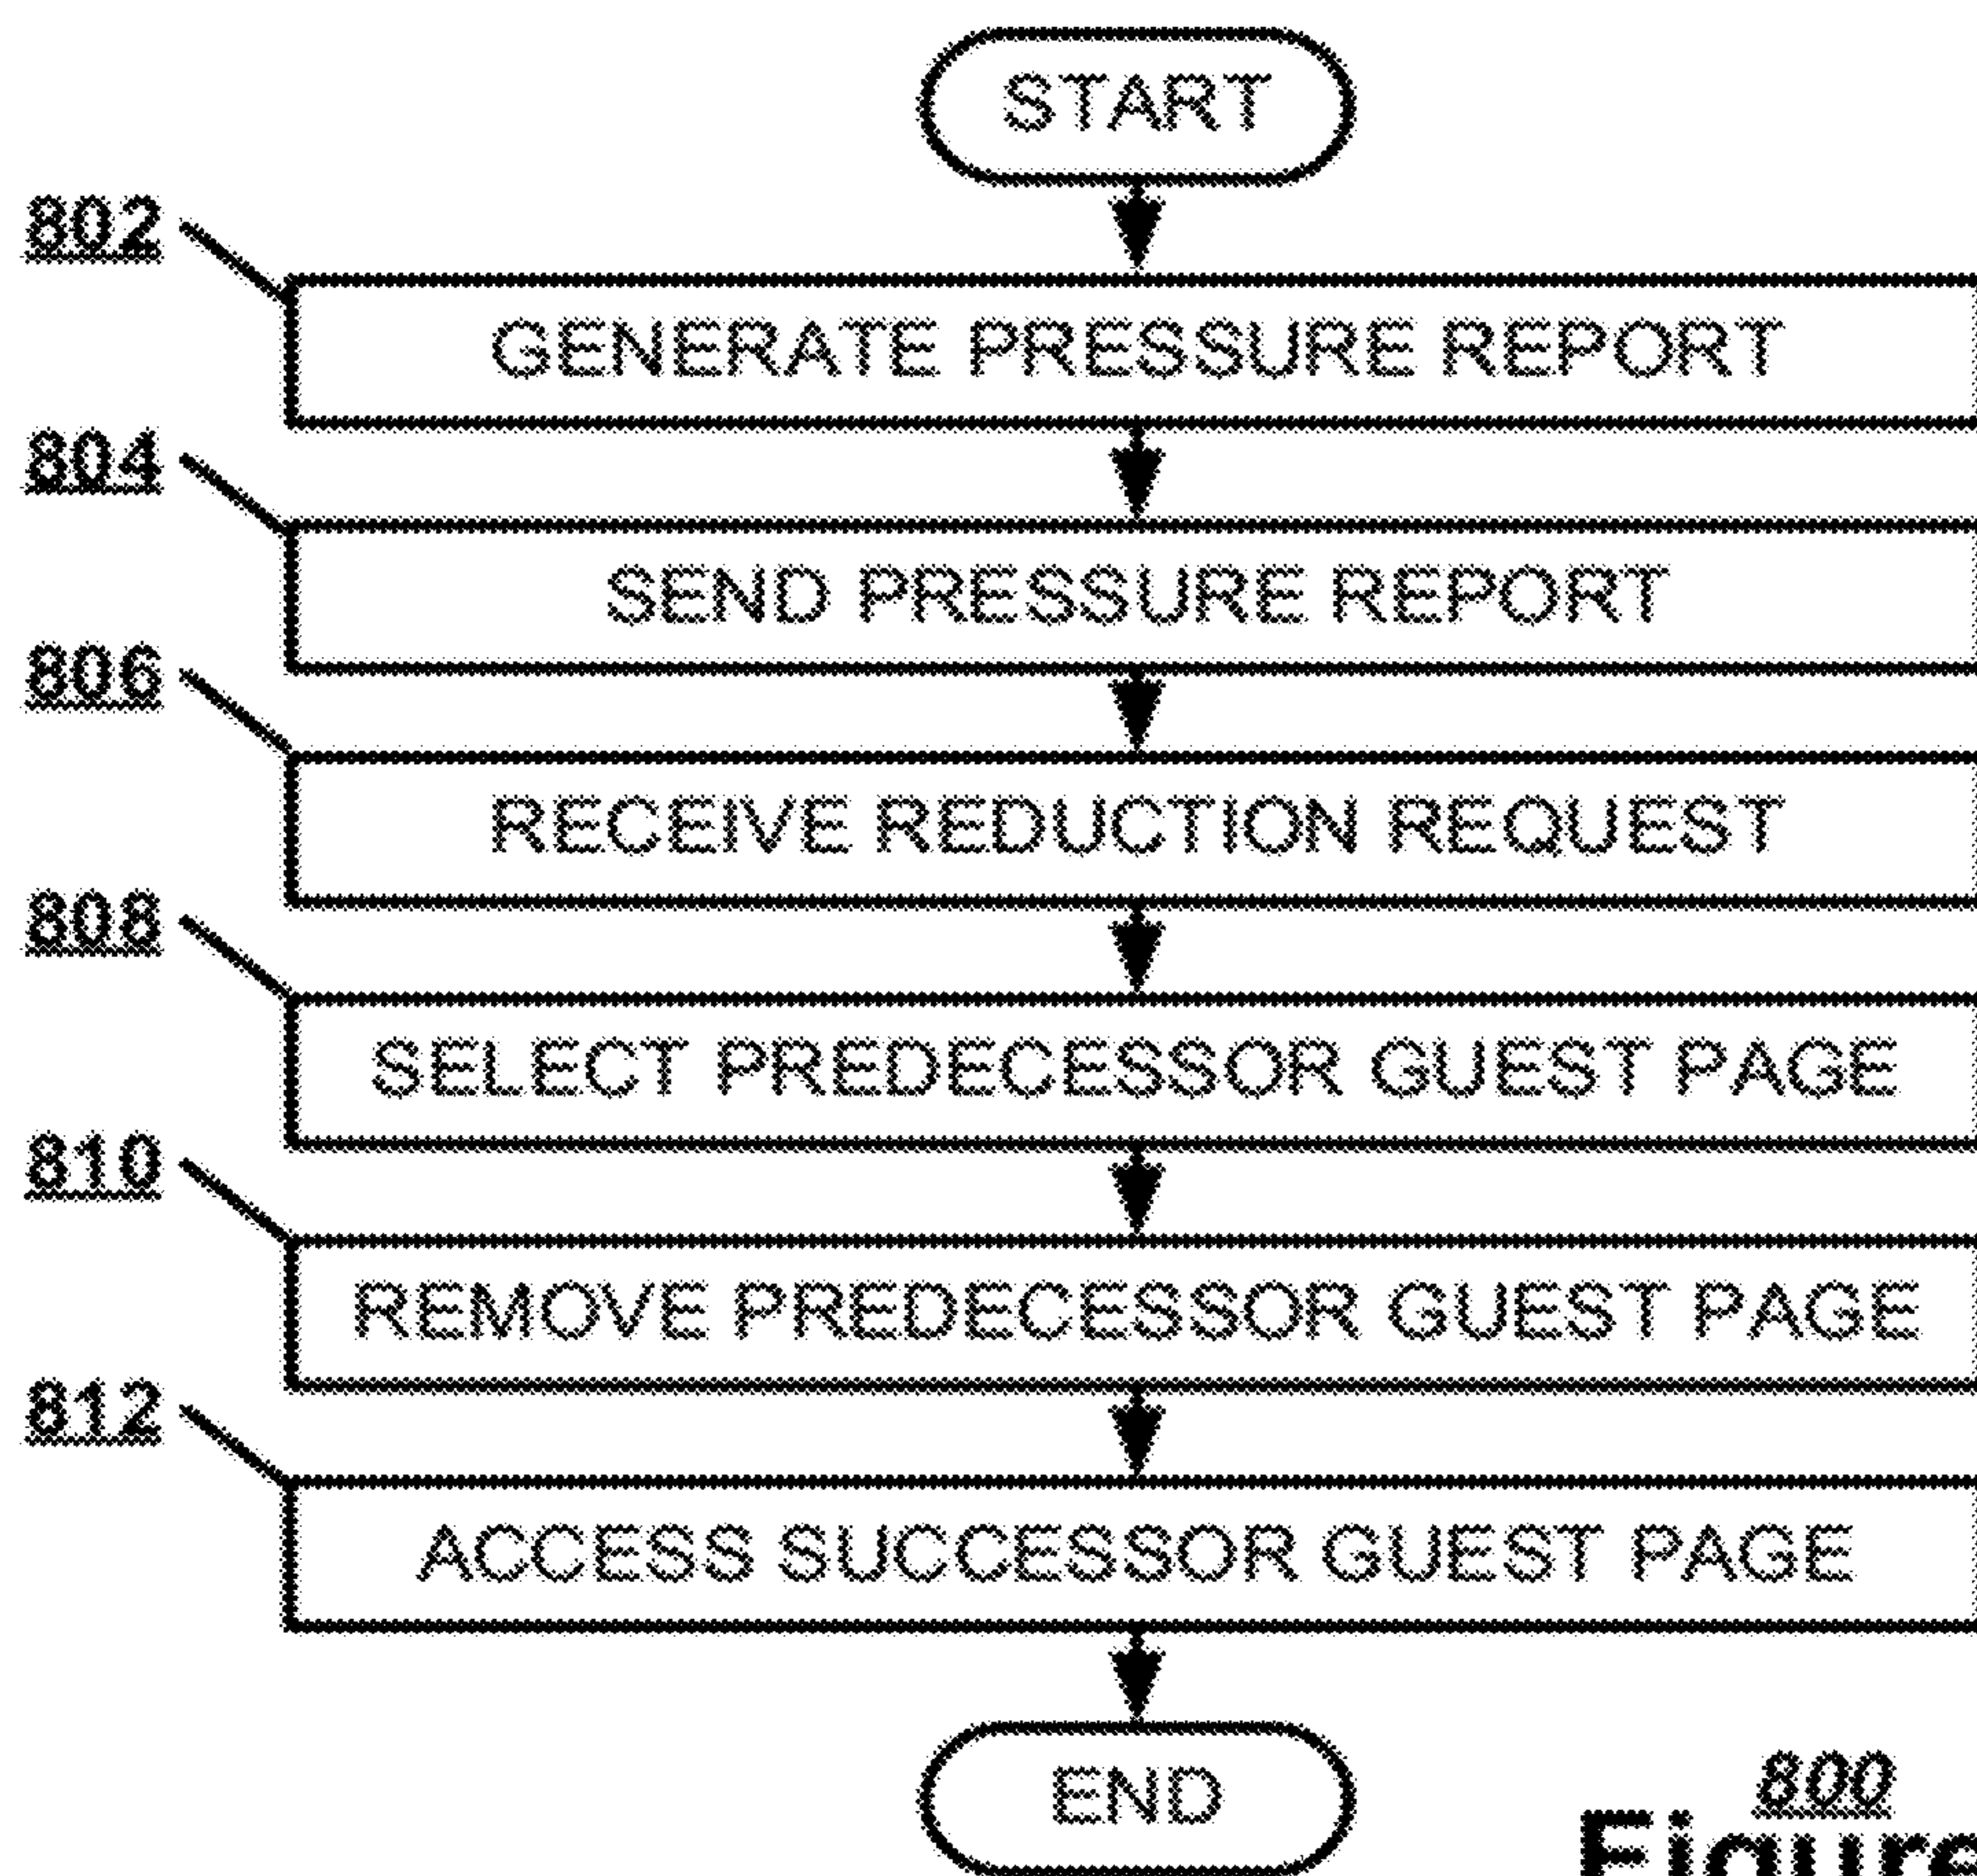 START
802
GENERATE PRESSURE REPORT
804
SEND PRESSURE REPORT
806
RECEIVE REDUCTION REQUEST
808
SELECT PREDECESSOR GUEST PAGE
810
REMOVE PREDECESSOR GUEST PAGE
812
ACCESS SUCCESSOR GUEST PAGE
END
800
Figure